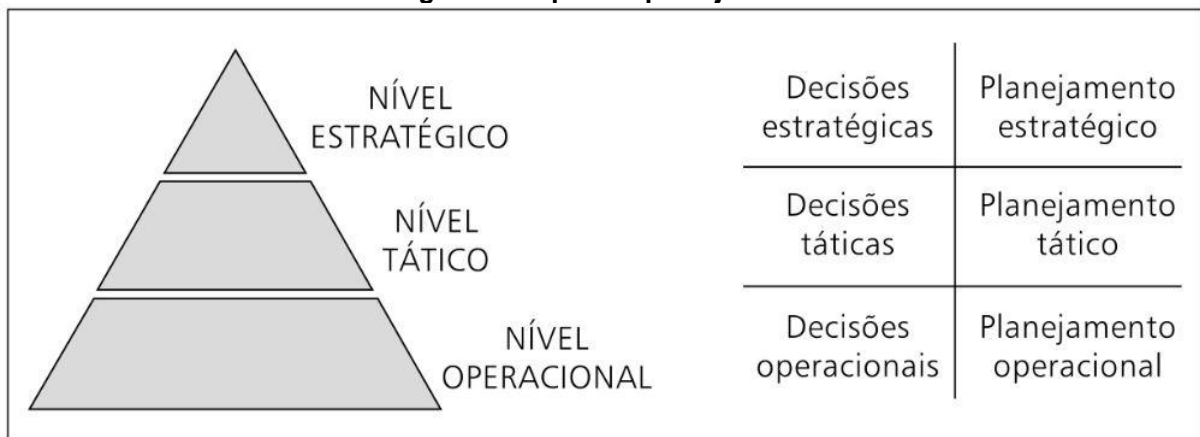 NÍVEL
ESTRATÉGICO
Decisões
estratégicas
Planejamento
estratégico
NÍVEL
TÁTICO
Decisões
táticas
Planejamento
tático
NÍVEL
OPERACIONAL
Decisões
operacionais
Planejamento
operacional